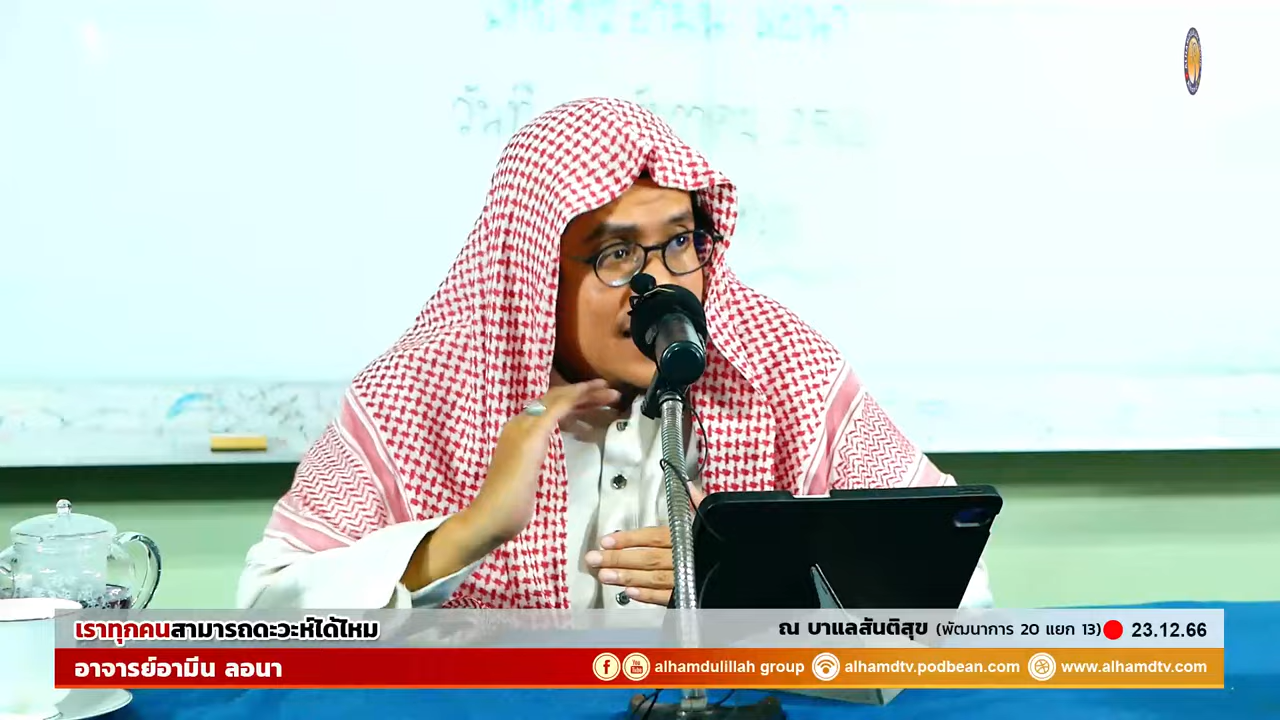 เราทุกคนสามารถดะวะห์ได้ไหม
ณ บาแลสันติสุข (พัฒนาการ 20 แยก 13) 23.12.66
อาจารย์อามีน ลอนา
alhamdulillah group alhamdtv.podbean.com www.alhamdtv.com